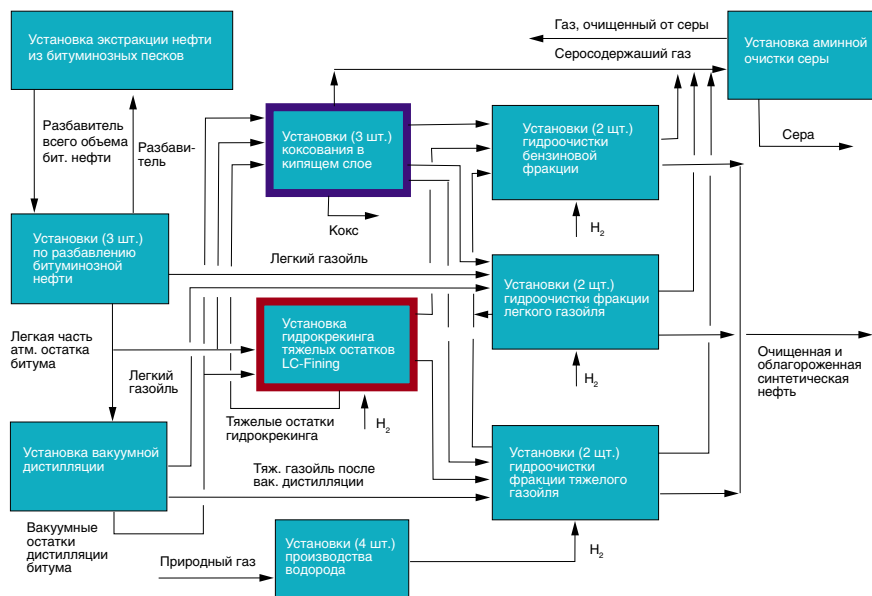 Установка экстракции нефти
из битуминозных песков
Газ, очищенный от серы
Серосодержаший газ
Установка аминной
очистки серы
Сера
Разбавитель
всего объема
бит. нефти
Разбави-
тель
Установки (3 шт.)
коксования в
кипящем слое
Кокс
Установки (2 щт.)
гидроочистки
бензиновой
фракции
H₂
Установки (3 шт.)
по разбавлению
битуминозной
нефти
Легкий газойль
Установки (2 щт.)
гидроочистки фракции
легкого газойля
H₂
Установка
гидрокрекинга
тяжелых остатков
LC-Fining
H₂
Легкая часть
атм. остатка
битума
Легкий
газойль
Тяжелые остатки
гидрокрекинга
Очищенная и
облагороженная
синтетическая
нефть
Установка вакуумной
дистилляции
Тяж. газойль после
вак. дистилляции
Установки (2 щт.)
гидроочистки
фракции тяжелого
газойля
H₂
Вакуумные
остатки
дистилляции
битума
Природный газ
Установки (4 шт.)
производства
водорода